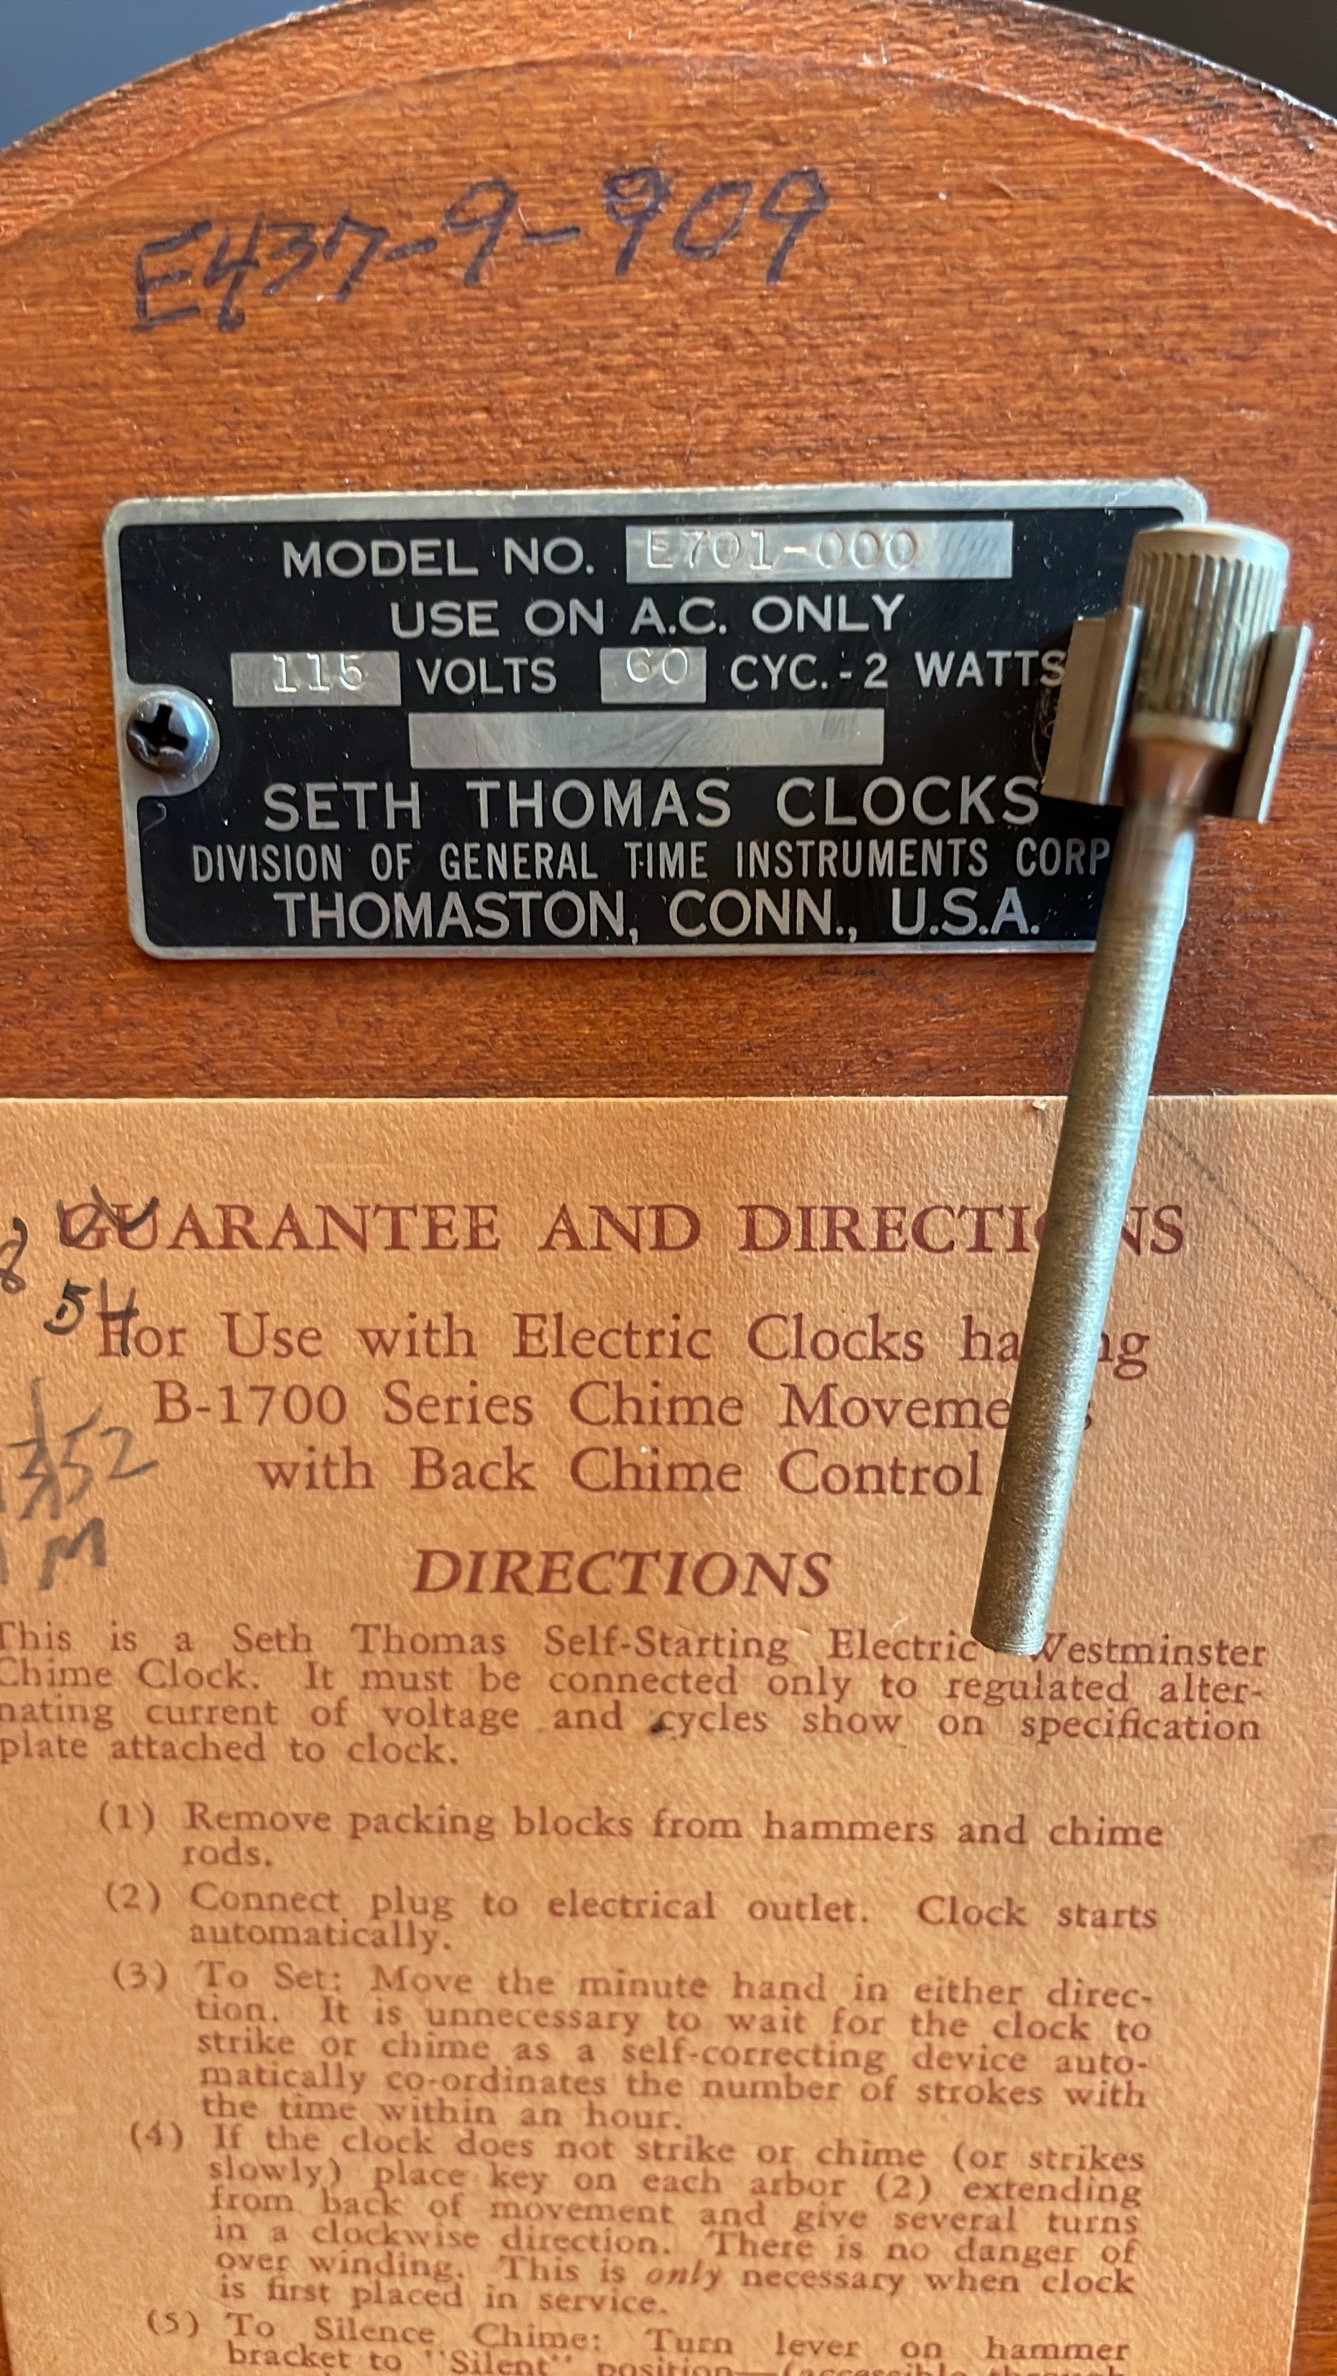 E437-9-909
MODEL NO. E701-000
USE ON A.C. ONLY
115 VOLTS 60 CYC.-2 WATTS
SETH THOMAS CLOCKS
DIVISION OF GENERAL TIME INSTRUMENTS CORP
THOMASTON, CONN., U.S.A.
GUARANTEE AND DIRECTIONS
8
54
For Use with Electric Clocks
B-1700 Series Chime
352
with Back Chime Control
M
DIRECTIONS
This is a Seth Thomas Self-Starting Electric Westminster
Chime Clock. It must be connected only to regulated alter-
nating current of voltage and cycles show on specification
plate attached to clock.
(1) Remove packing blocks from hammers and chime
rods.
(2) Connect plug to electrical outlet. Clock starts
automatically.
(3) To Set: Move the minute hand in either direc-
tion. It is unnecessary to wait for the clock to
strike or chime as a self-correcting device auto-
matically co-ordinates the number of strokes with
the time within an hour.
(4) If the clock does not strike or chime (or strikes
slowly) place key on each arbor (2) extending
from back of movement and give several turns
in a clockwise direction. There is no danger of
over winding. This is only necessary when clock
is first placed in service.
(5) To Silence Chime: Turn lever on hammer
bracket to "Silent" position—(accessible through